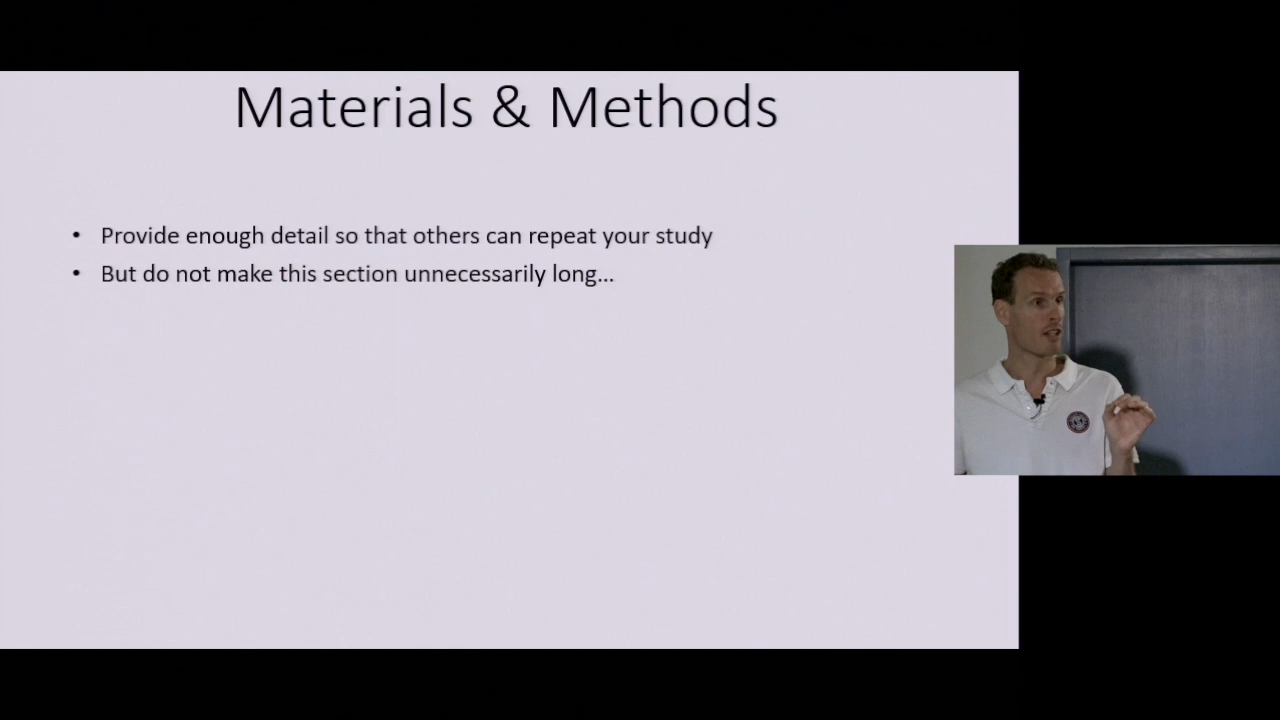 Materials & Methods
• Provide enough detail so that others can repeat your study
• But do not make this section unnecessarily long...